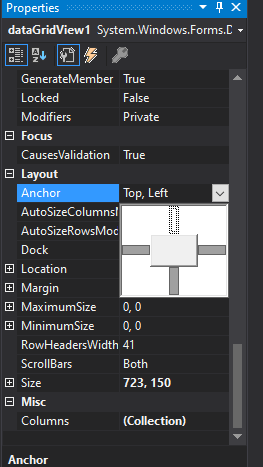 Properties
dataGridView1 System.Windows.Forms.D
GenerateMember True
Locked False
Modifiers Private
Focus
CausesValidation True
Layout
Anchor Top, Left
AutoSizeColumnsM
AutoSizeRowsMod
Dock
Location
Margin
MaximumSize 0, 0
MinimumSize 0, 0
RowHeadersWidth 41
ScrollBars Both
Size 723, 150
Misc
Columns (Collection)
Anchor